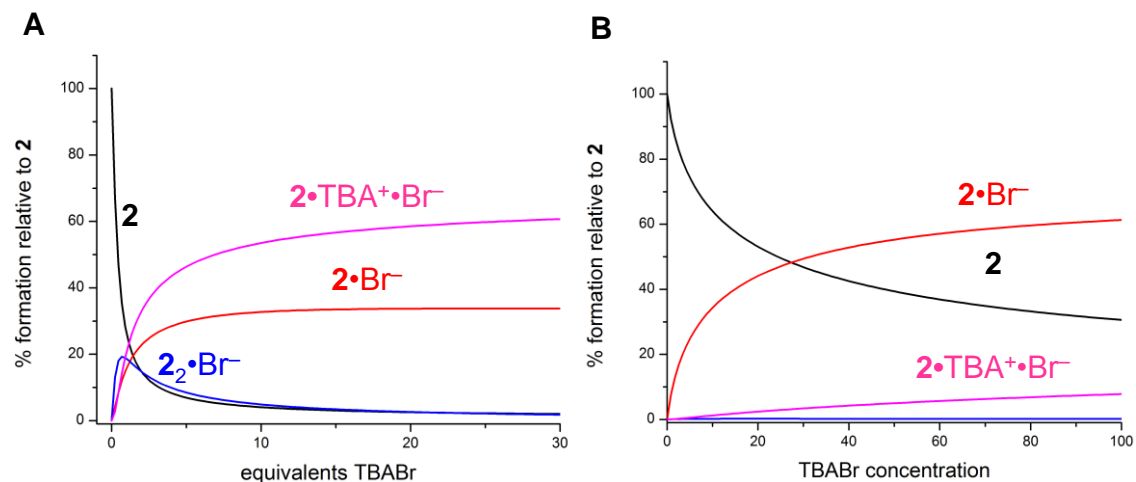 A
% formation relative to 2
100
80
60
40
20
0
2
2•TBA⁺•Br⁻
2•Br⁻
2₂•Br⁻
0
10
20
30
equivalents TBABr
B
% formation relative to 2
100
80
60
40
20
0
2•Br⁻
2
2•TBA⁺•Br⁻
0
20
40
60
80
100
TBABr concentration